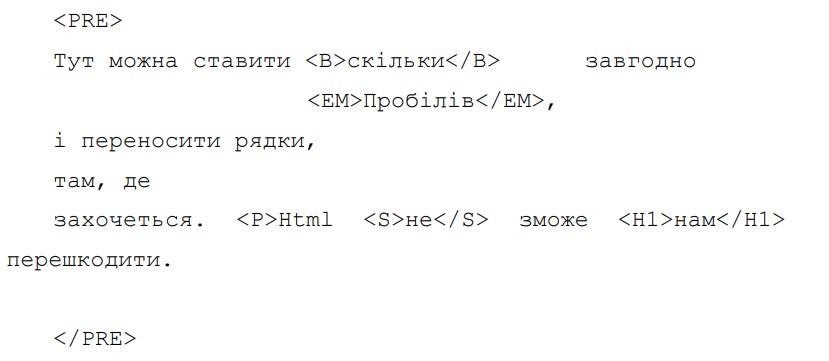 <PRE>
Тут можна ставити <B>скільки</B>      завгодно
<EM>Пробілів</EM>,
і переносити рядки,
там, де
захочеться.  <P>Html  <S>не</S>  зможе  <H1>нам</H1>
перешкодити.
</PRE>